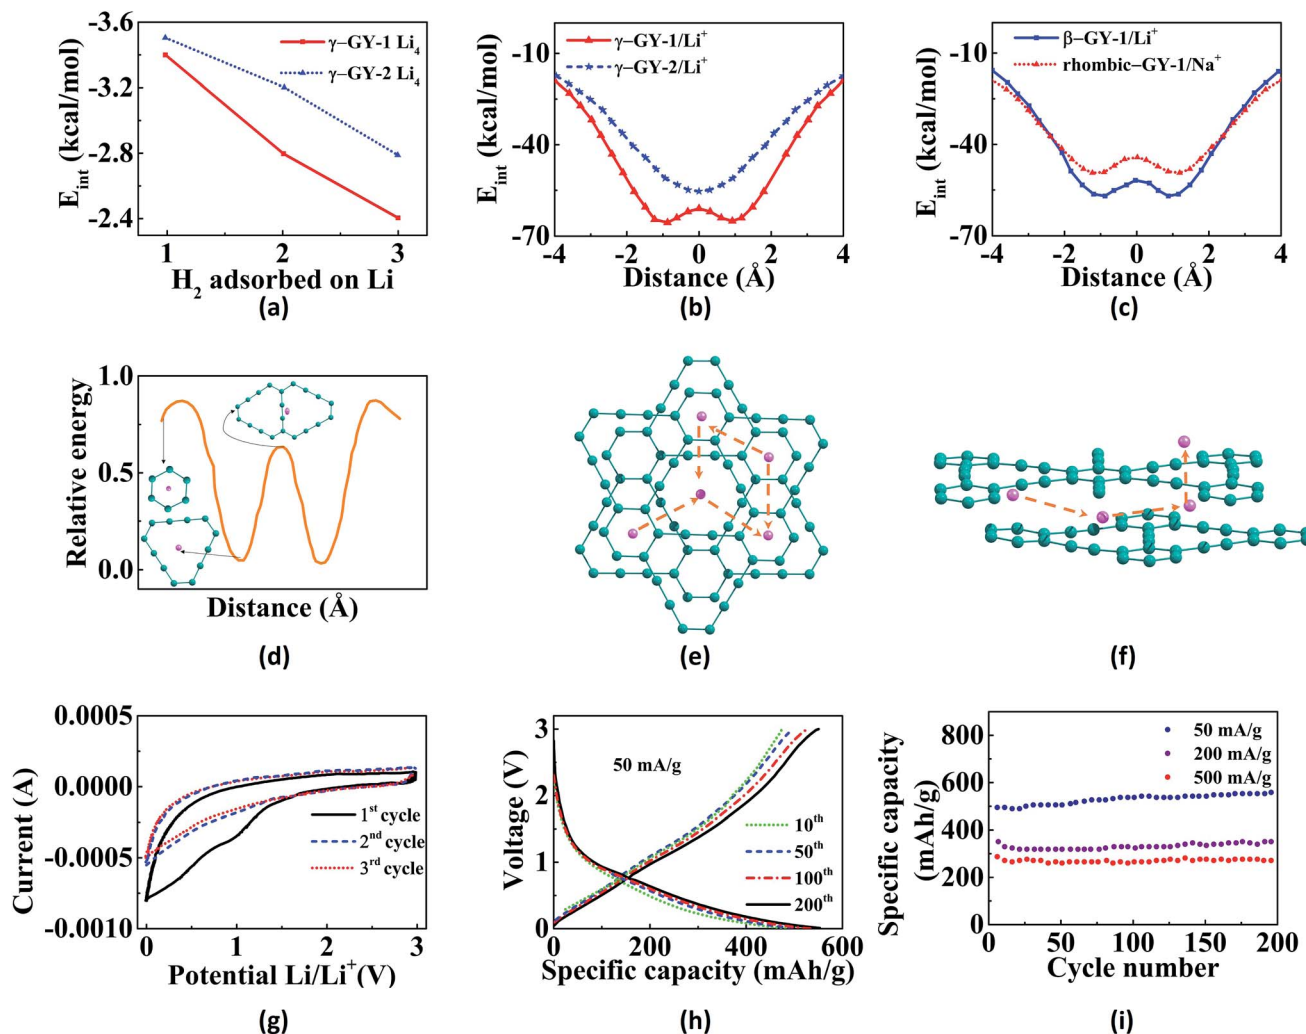 -3.6
-3.2
-2.8
-2.4
E_int (kcal/mol)
γ–GY-1 Li₄
γ–GY-2 Li₄
1 2 3
H₂ adsorbed on Li
(a)
-10
-40
-70
E_int (kcal/mol)
γ–GY-1/Li⁺
γ–GY-2/Li⁺
-4 -2 0 2 4
Distance (Å)
(b)
-10
-40
-70
E_int (kcal/mol)
β–GY-1/Li⁺
rhombic–GY-1/Na⁺
-4 -2 0 2 4
Distance (Å)
(c)
1.0
0.5
0.0
Relative energy
Distance (Å)
(d)
(e)
(f)
0.0005
0.0000
-0.0005
-0.0010
Current (A)
1ˢᵗ cycle
2ⁿᵈ cycle
3ʳᵈ cycle
0 1 2 3
Potential Li/Li⁺(V)
(g)
3
2
1
0
Voltage (V)
50 mA/g
10ᵗʰ
50ᵗʰ
100ᵗʰ
200ᵗʰ
0 200 400 600
Specific capacity (mAh/g)
(h)
800
600
400
200
0
Specific capacity
(mAh/g)
50 mA/g
200 mA/g
500 mA/g
0 50 100 150 200
Cycle number
(i)